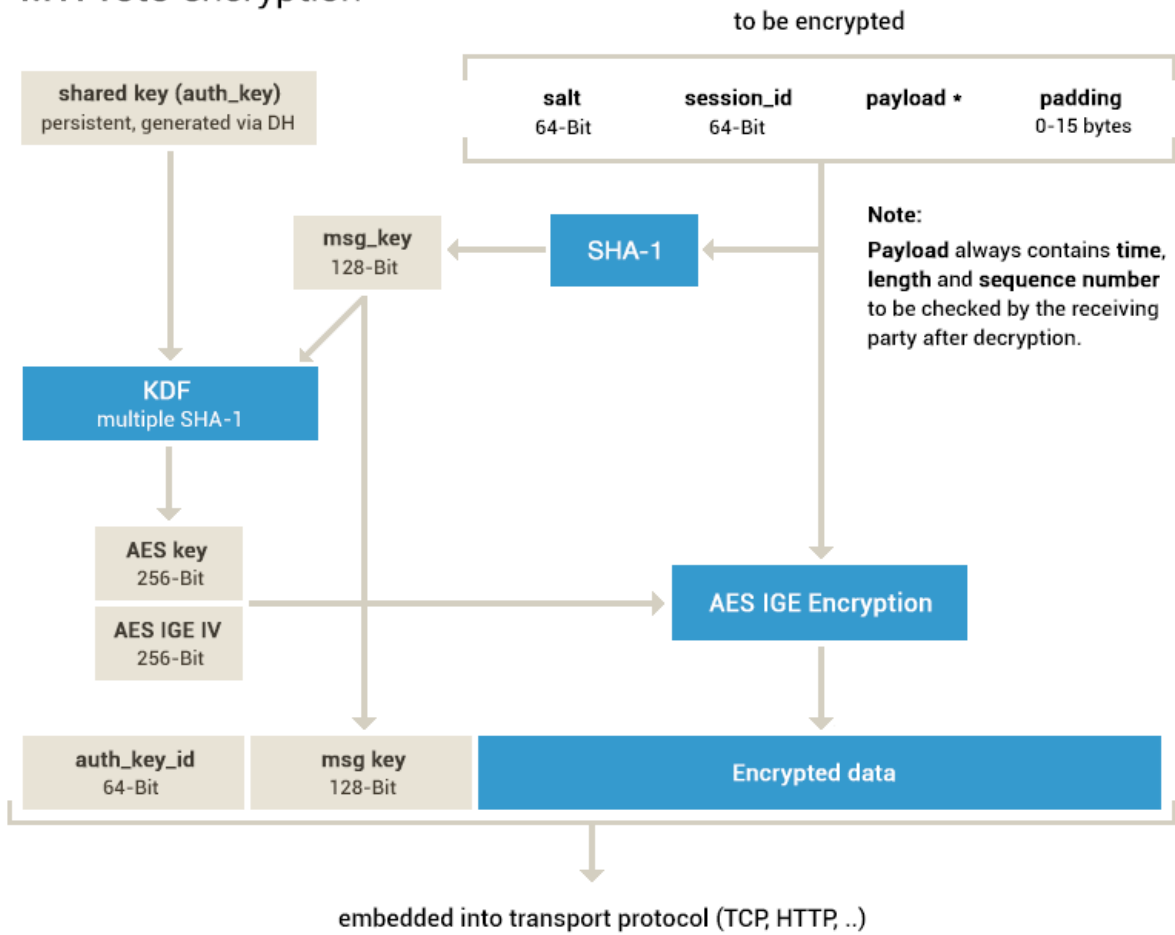 encryption
to be encrypted
shared key (auth_key)
persistent, generated via DH
salt
64-Bit
session_id
64-Bit
payload *
padding
0-15 bytes
Note:
Payload always contains time,
length and sequence number
to be checked by the receiving
party after decryption.
msg_key
128-Bit
SHA-1
KDF
multiple SHA-1
AES key
256-Bit
AES IGE IV
256-Bit
AES IGE Encryption
auth_key_id
64-Bit
msg key
128-Bit
Encrypted data
embedded into transport protocol (TCP, HTTP, ..)